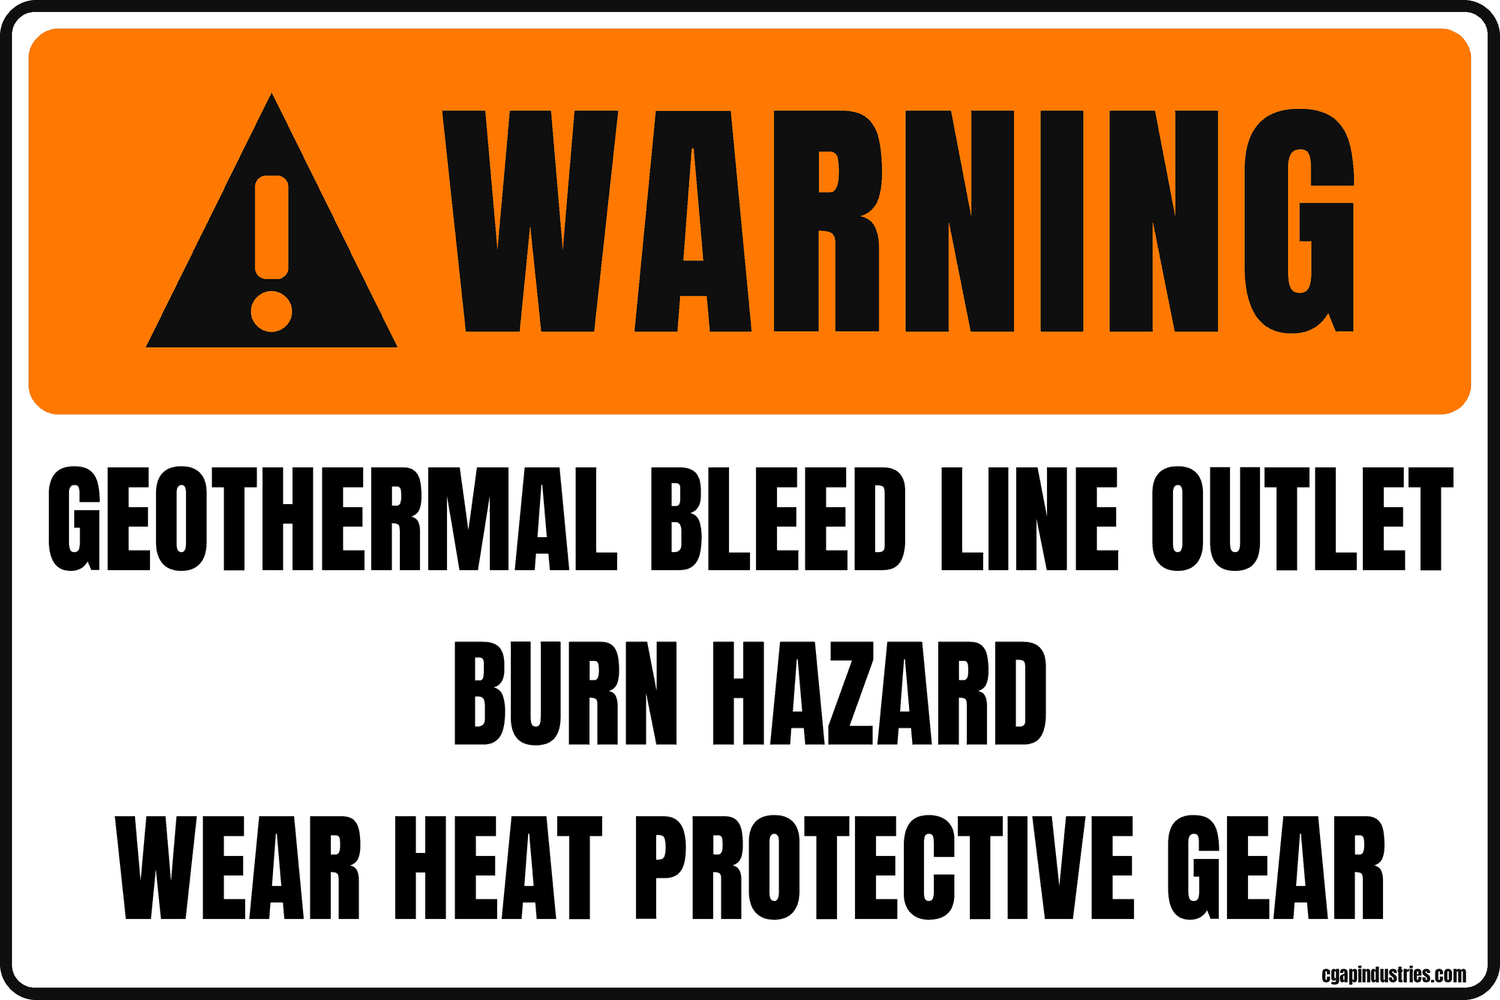 WARNING
GEOTHERMAL BLEED LINE OUTLET
BURN HAZARD
WEAR HEAT PROTECTIVE GEAR
cgapindustries.com